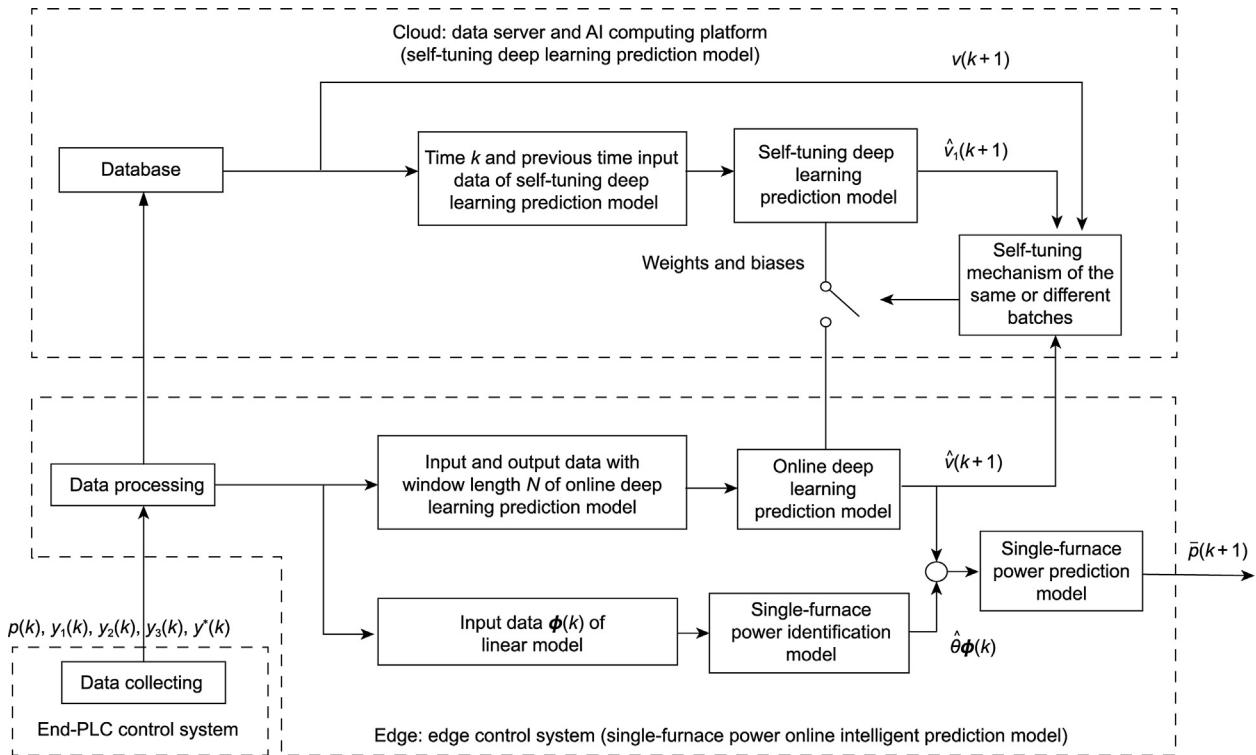 Cloud: data server and AI computing platform
(self-tuning deep learning prediction model)
v(k+1)
Database
Time k and previous time input
data of self-tuning deep
learning prediction model
Self-tuning deep
learning
prediction model
v̂₁(k+1)
Weights and biases
Self-tuning
mechanism of the
same or different
batches
Data processing
Input and output data with
window length N of online deep
learning prediction model
Online deep
learning
prediction model
v̂(k+1)
Single-furnace
power prediction
model
p̄(k+1)
p(k), y₁(k), y₂(k), y₃(k), y*(k)
Input data ϕ(k) of
linear model
Single-furnace
power identification
model
θ̂ϕ(k)
Data collecting
End-PLC control system
Edge: edge control system (single-furnace power online intelligent prediction model)